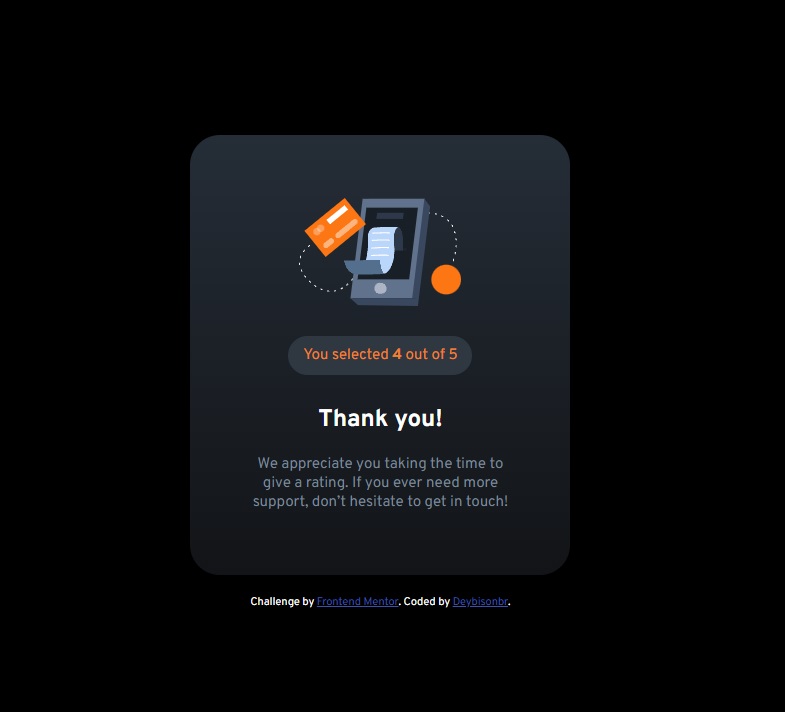 You selected 4 out of 5
Thank you!
We appreciate you taking the time to
give a rating. If you ever need more
support, don’t hesitate to get in touch!
Challenge by Frontend Mentor. Coded by Deybisonbr.